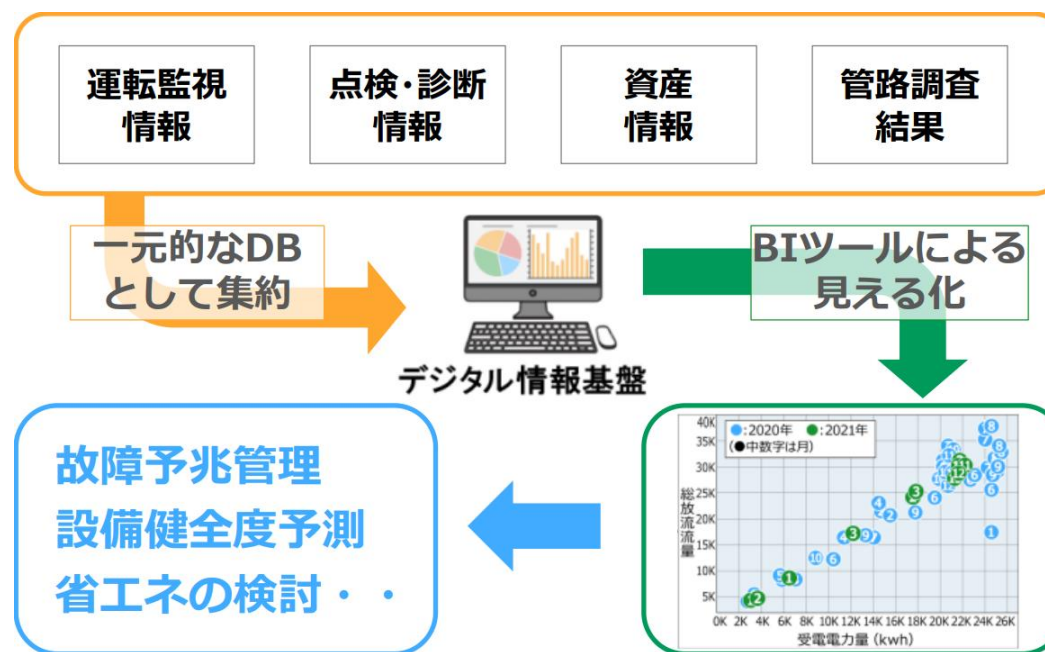 運転監視
情報
点検・診断
情報
資産
情報
管路調査
結果
一元的なDB
として集約
BIツールによる
見える化
デジタル情報基盤
故障予兆管理
設備健全度予測
省エネの検討・・
●:2020年 ●:2021年
(●中数字は月)
総放流流量
40K
35K
30K
25K
20K
15K
10K
5K
0K 2K 4K 6K 8K 10K 12K 14K 16K 18K 20K 22K 24K 26K
受電電力量(kwh)